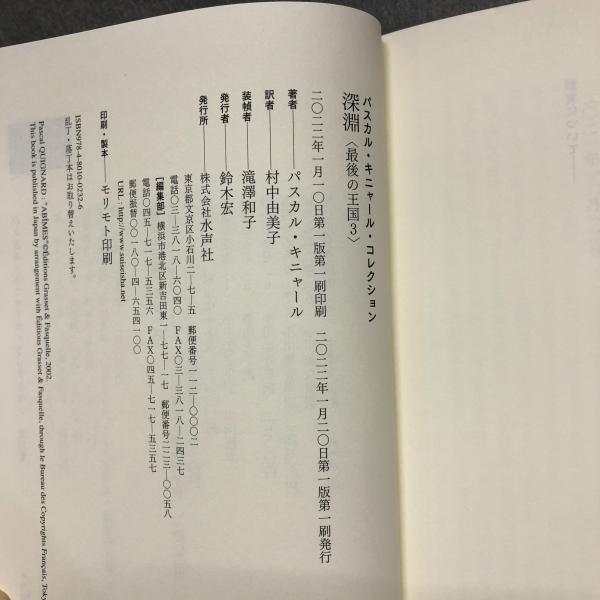 パスカル・キニャール・コレクション
深淵〈最後の王国3〉
二〇二二年一月一〇日第一版第一刷印刷　二〇二二年一月二〇日第一版第一刷発行
著者———パスカル・キニャール
訳者———村中由美子
装幀者———滝澤和子
発行者———鈴木宏
発行所———株式会社水声社
東京都文京区小石川二—七—五　郵便番号一一二—〇〇〇二
電話〇三—三八一八—六〇四〇　FAX〇三—三八一八—二四三七
［編集部］横浜市港北区新吉田東一—七七—一七　郵便番号二二三—〇〇五八
電話〇四五—七一七—五三五六　FAX〇四五—七一七—五三五七
郵便振替〇〇一八〇—四—六五四一〇〇
URL : http://www.suiseisha.net
印刷・製本———モリモト印刷
ISBN978-4-8010-0232-6
乱丁・落丁本はお取り替えいたします。
Pascal QUIGNARD : "ABÎMES"©Éditions Grasset & Fasquelle, 2002.
This book is published in Japan by arrangement with Éditions Grasset & Fasquelle, through le Bureau des Copyrights Français,